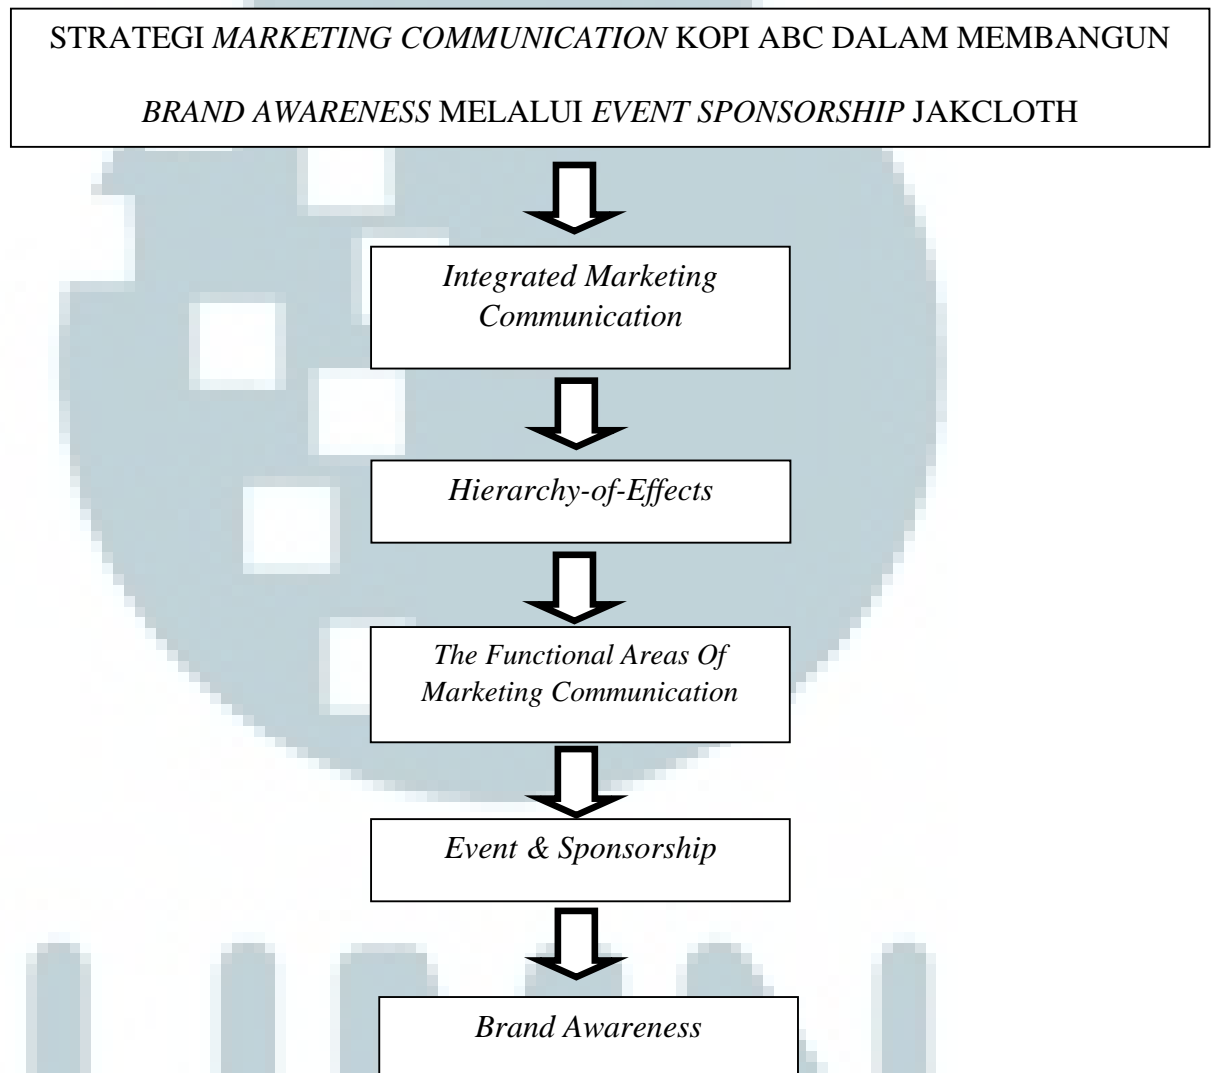 STRATEGI MARKETING COMMUNICATION KOPI ABC DALAM MEMBANGUN
BRAND AWARENESS MELALUI EVENT SPONSORSHIP JAKCLOTH
Integrated Marketing
Communication
Hierarchy-of-Effects
The Functional Areas Of
Marketing Communication
Event & Sponsorship
Brand Awareness